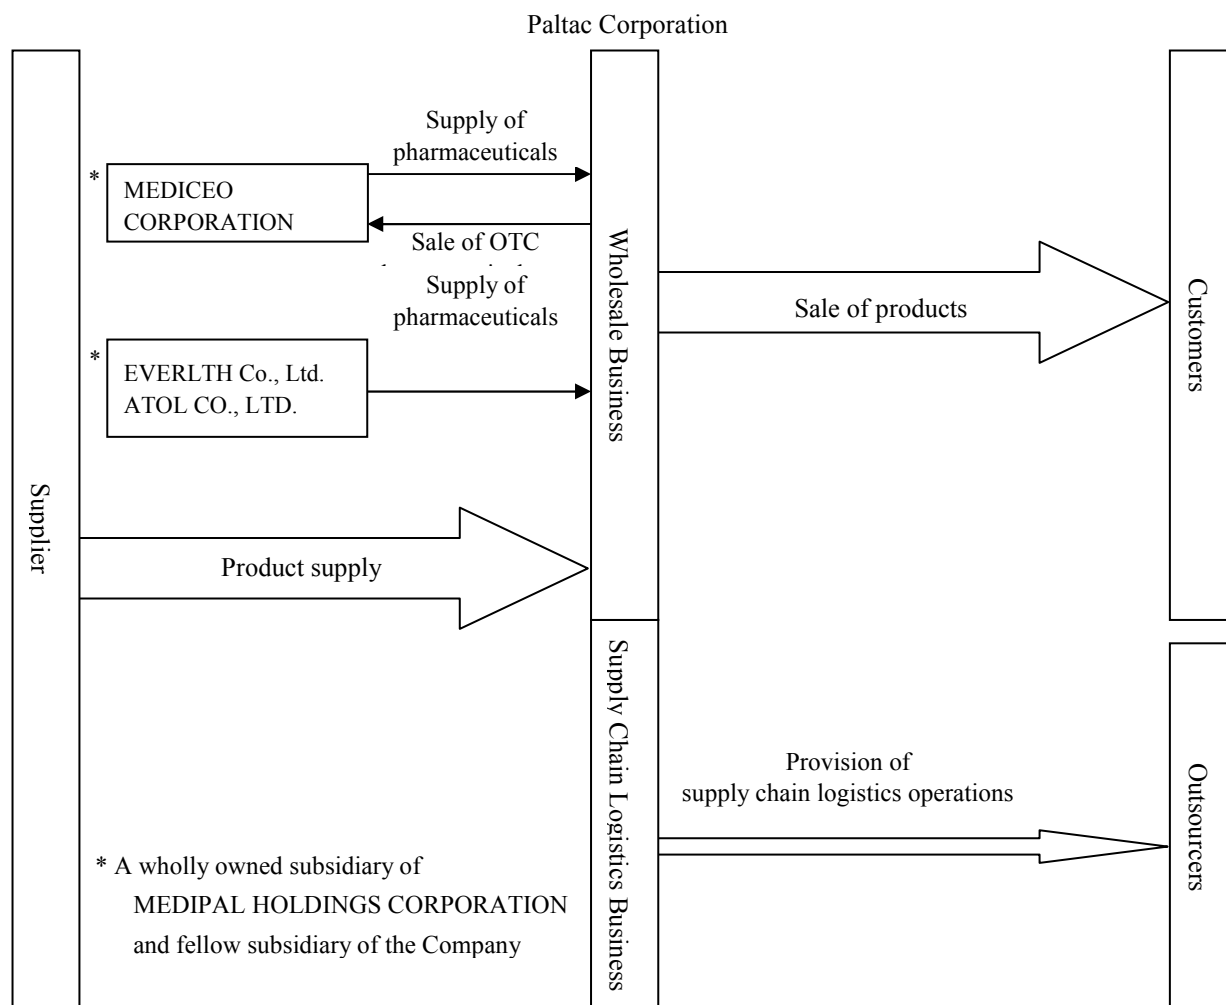 Paltac Corporation
Supply of
pharmaceuticals
*
MEDICEO
CORPORATION
Sale of OTC
Supply of
pharmaceuticals
*
EVERLTH Co., Ltd.
ATOL CO., LTD.
Supplier
Product supply
Wholesale Business
Sale of products
Customers
Supply Chain Logistics Business
Provision of
supply chain logistics operations
Outsourcers
* A wholly owned subsidiary of
MEDIPAL HOLDINGS CORPORATION
and fellow subsidiary of the Company